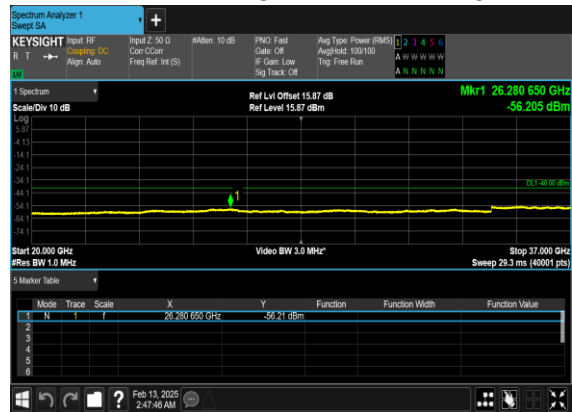 Spectrum Analyzer 1
Swept SA
+
KEYSIGHT Input: RF Input Z: 50 Ω #Atten: 10 dB PNO: Fast Avg Type: Power (RMS) 1 2 3 4 5 6
R T Coupling: DC Corr CCorr Gate: Off Avg|Hold: 100/100 A W W W W W
Align: Auto Freq Ref: Int (S) IF Gain: Low Trig: Free Run
LW Sig Track: Off A N N N N N
1 Spectrum Ref Lvl Offset 15.87 dB Mkr1 26.280 650 GHz
Scale/Div 10 dB Ref Level 15.87 dBm -56.205 dBm
Log
5.87
-4.13
-14.1
-24.1
-34.1
DL1 -40.00 dBm
-44.1
1
-54.1
-64.1
-74.1
Start 20.000 GHz Video BW 3.0 MHz* Stop 37.000 GHz
#Res BW 1.0 MHz Sweep 29.3 ms (40001 pts)
5 Marker Table
Mode Trace Scale X Y Function Function Width Function Value
1 N 1 f 26.280 650 GHz -56.21 dBm
2
3
4
5
6
? Feb 13, 2025
2:47:46 AM